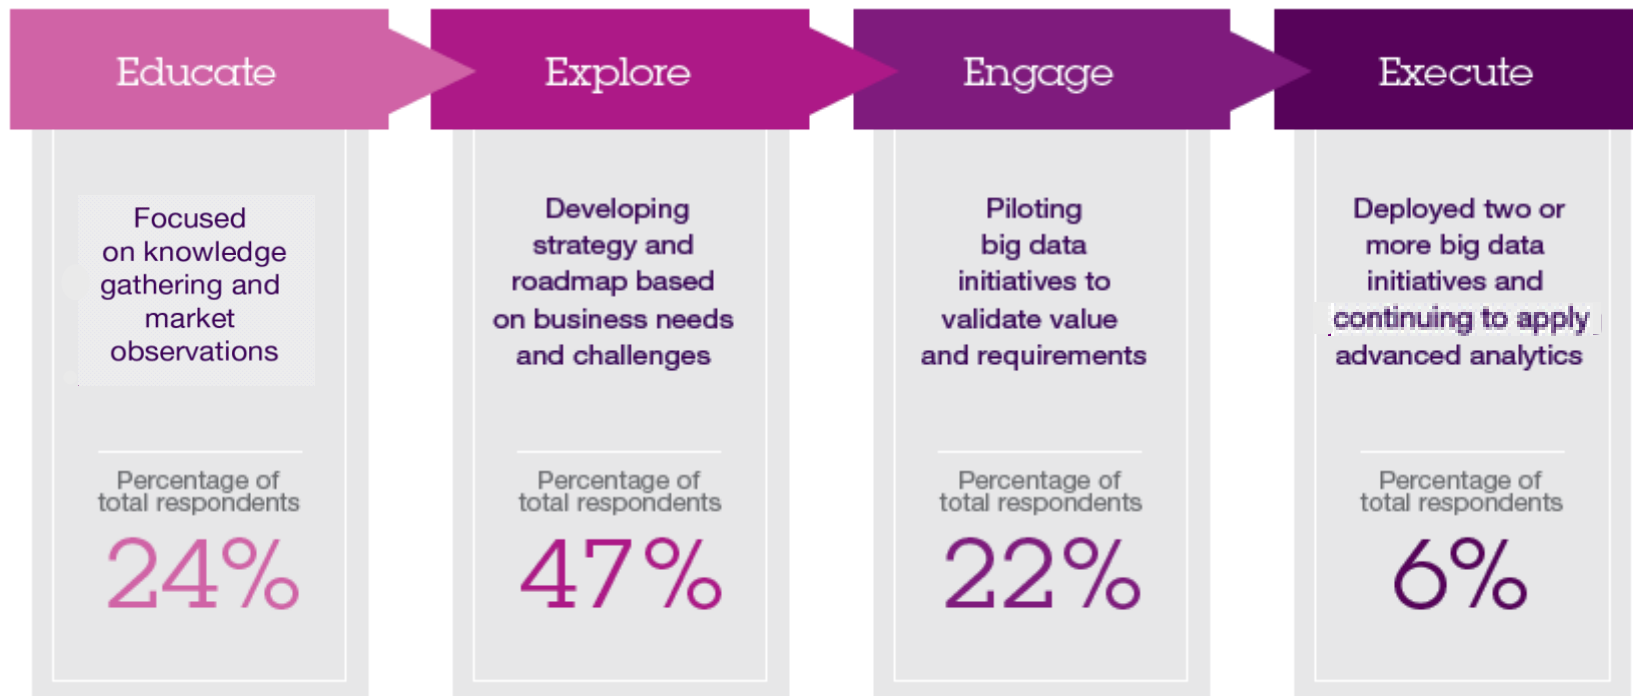 Educate
Focused
on knowledge
gathering and
market
observations
Percentage of
total respondents
24%
Explore
Developing
strategy and
roadmap based
on business needs
and challenges
Percentage of
total respondents
47%
Engage
Piloting
big data
initiatives to
validate value
and requirements
Percentage of
total respondents
22%
Execute
Deployed two or
more big data
initiatives and
continuing to apply
advanced analytics
Percentage of
total respondents
6%